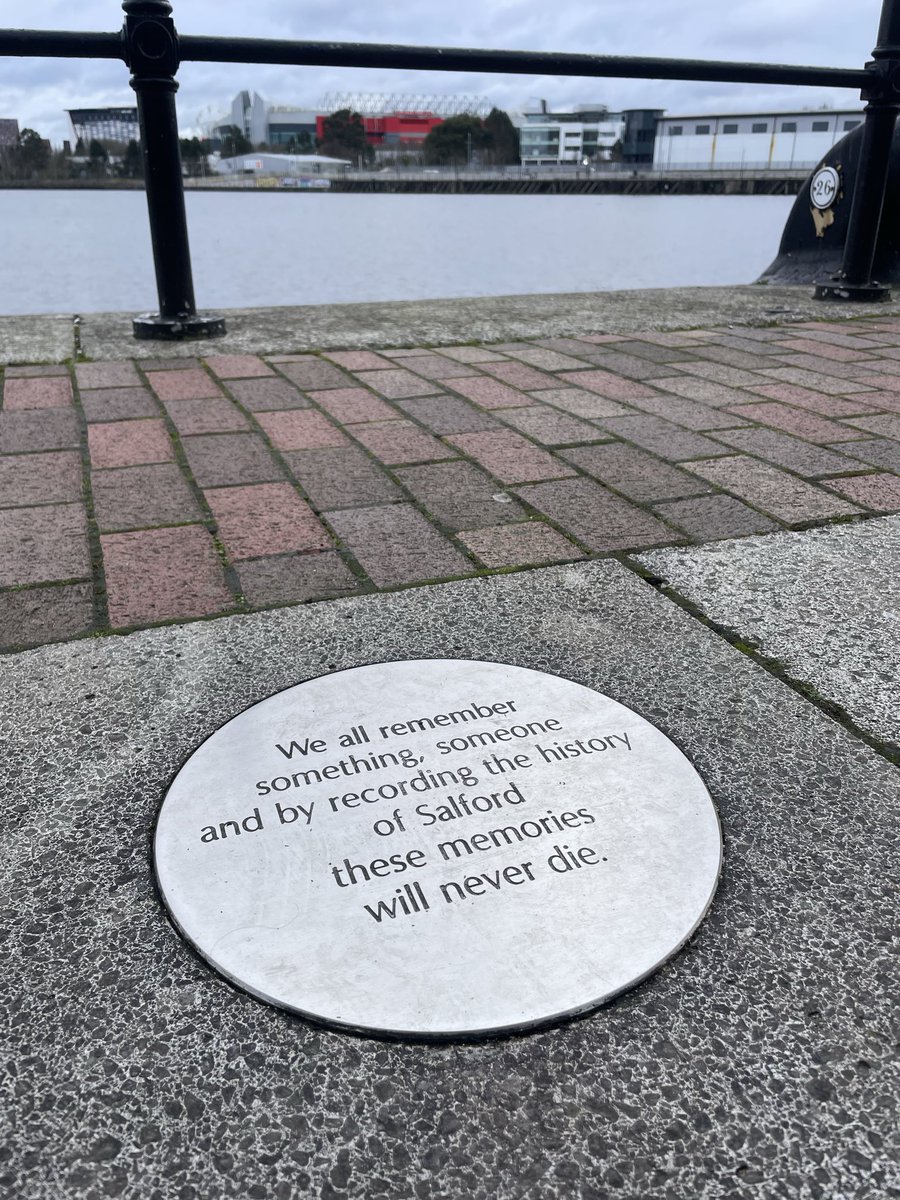 26
We all remember
something, someone
and by recording the history
of Salford
these memories
will never die.